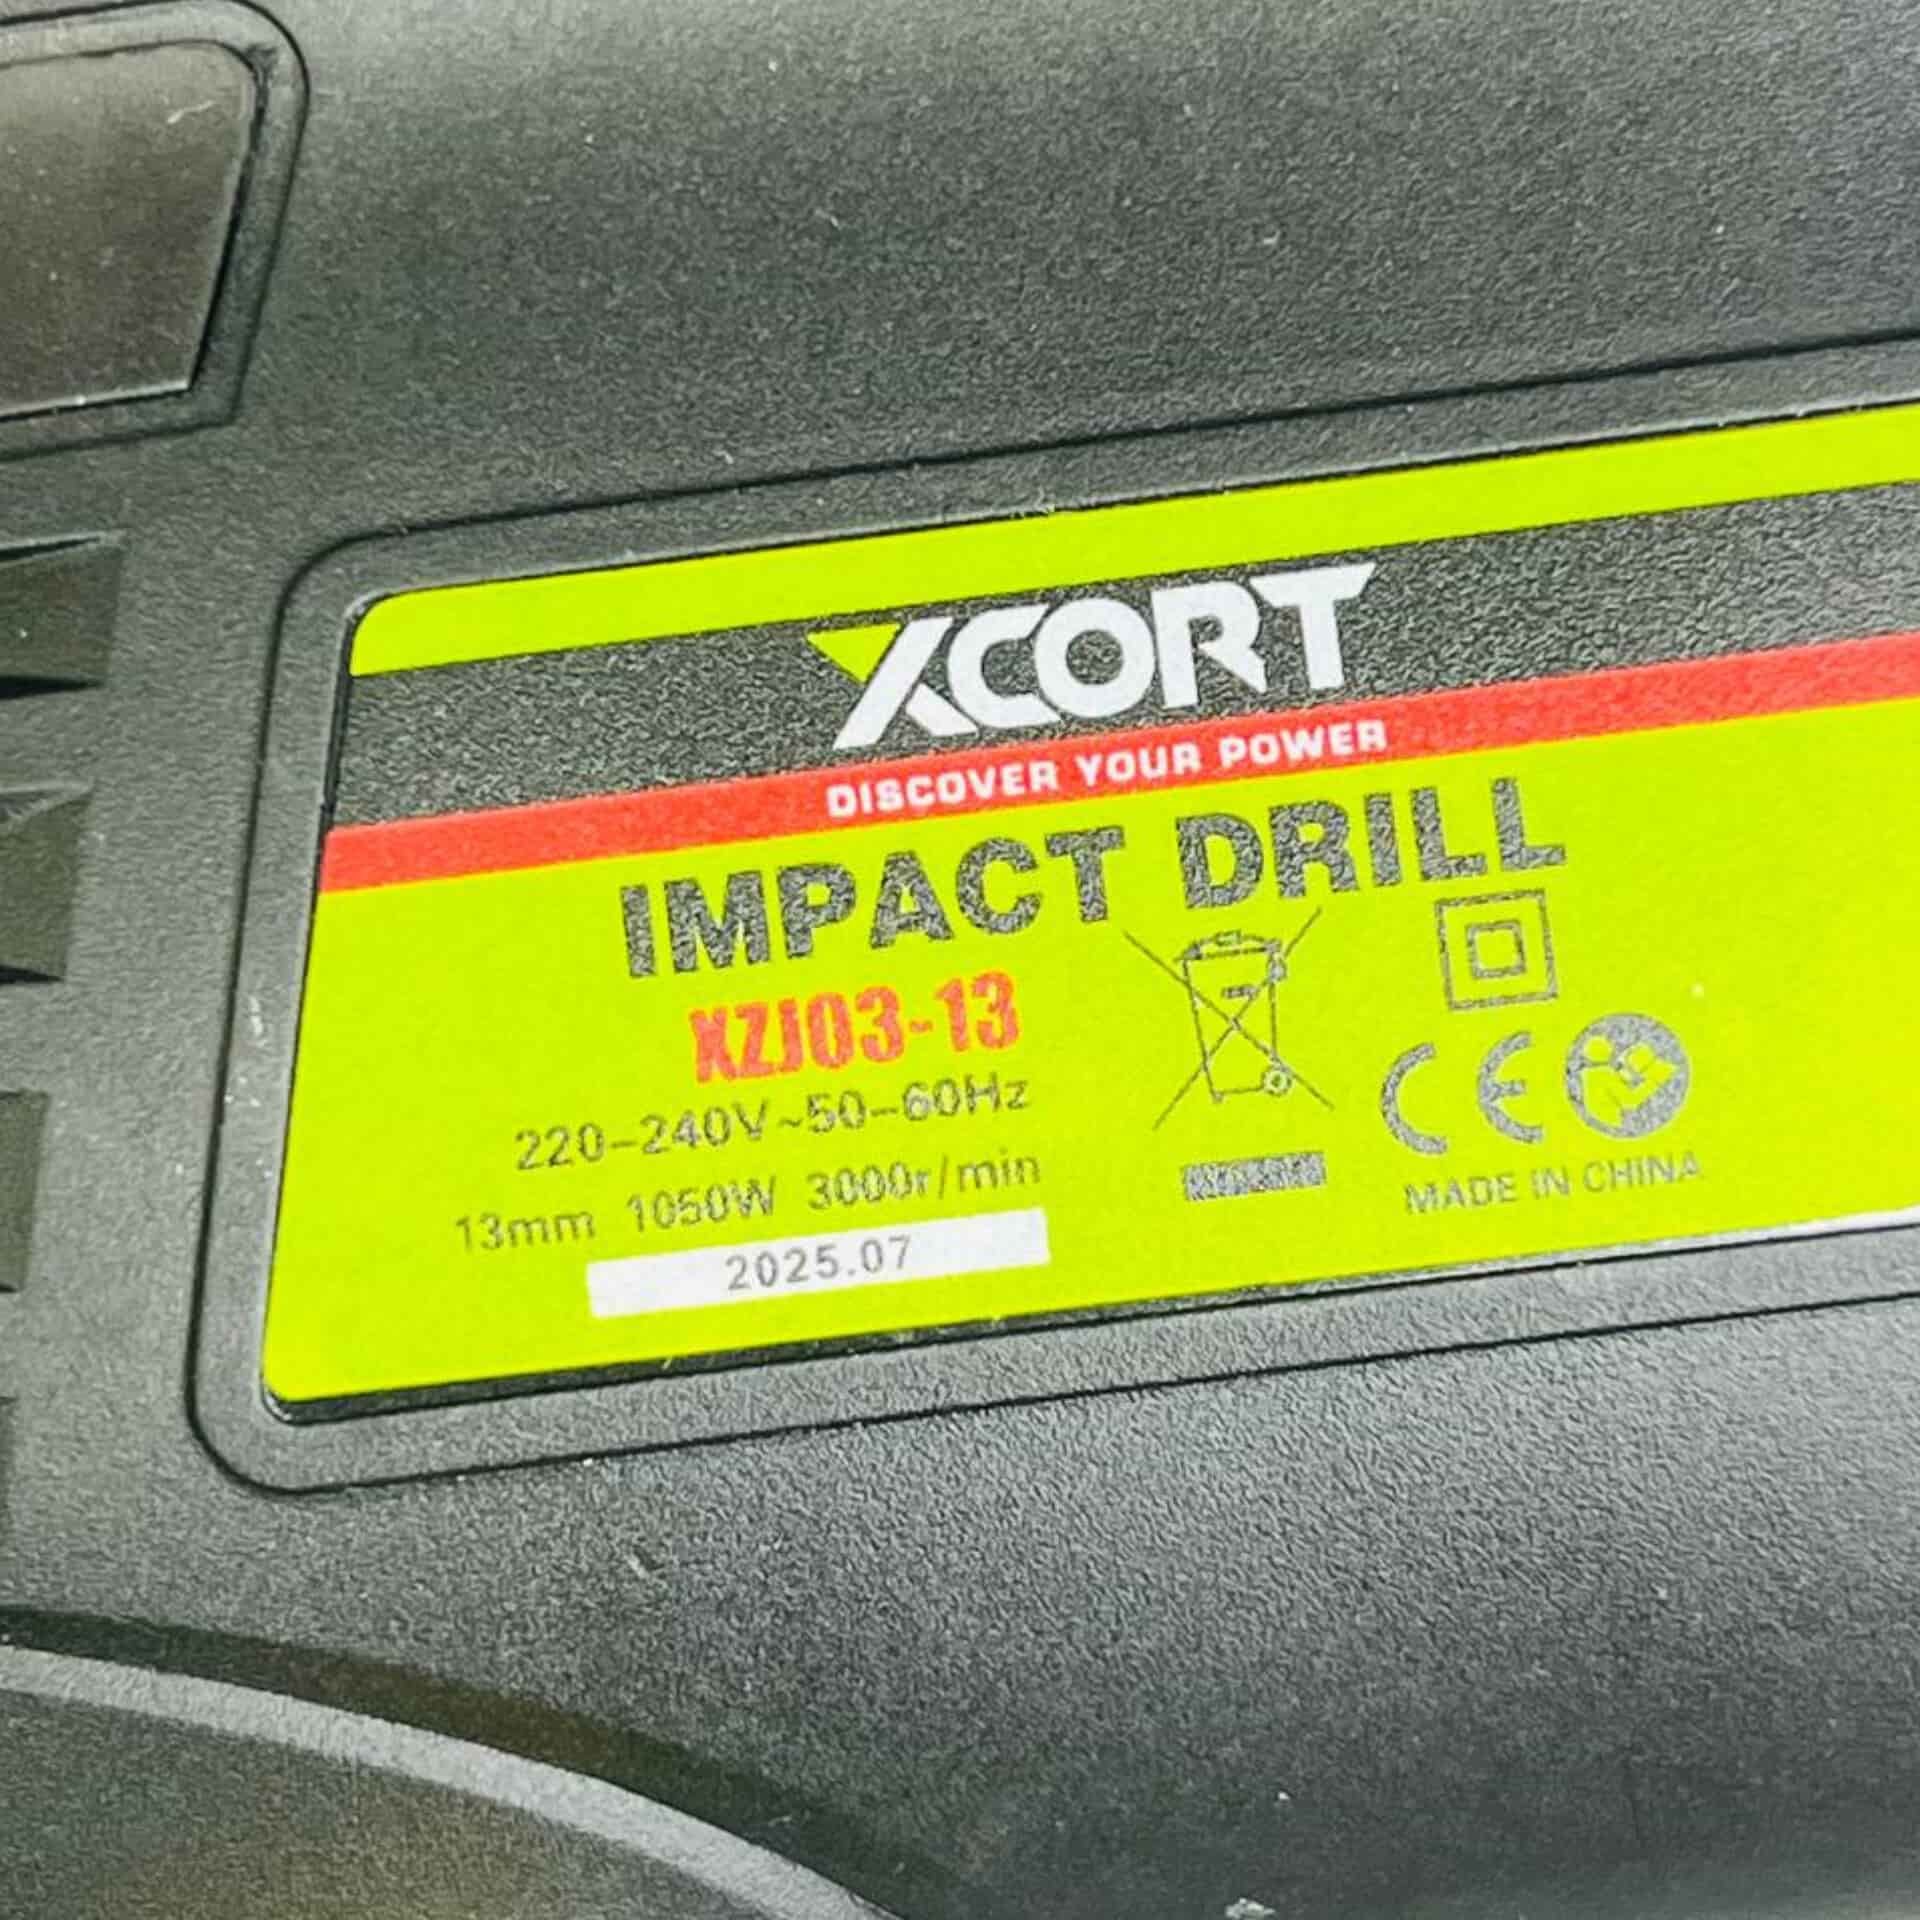 XCORT
DISCOVER YOUR POWER
IMPACT DRILL
XZJ03-13
220-240V~50-60Hz
13mm 1050W 3000r/min
2025.07
CE
MADE IN CHINA